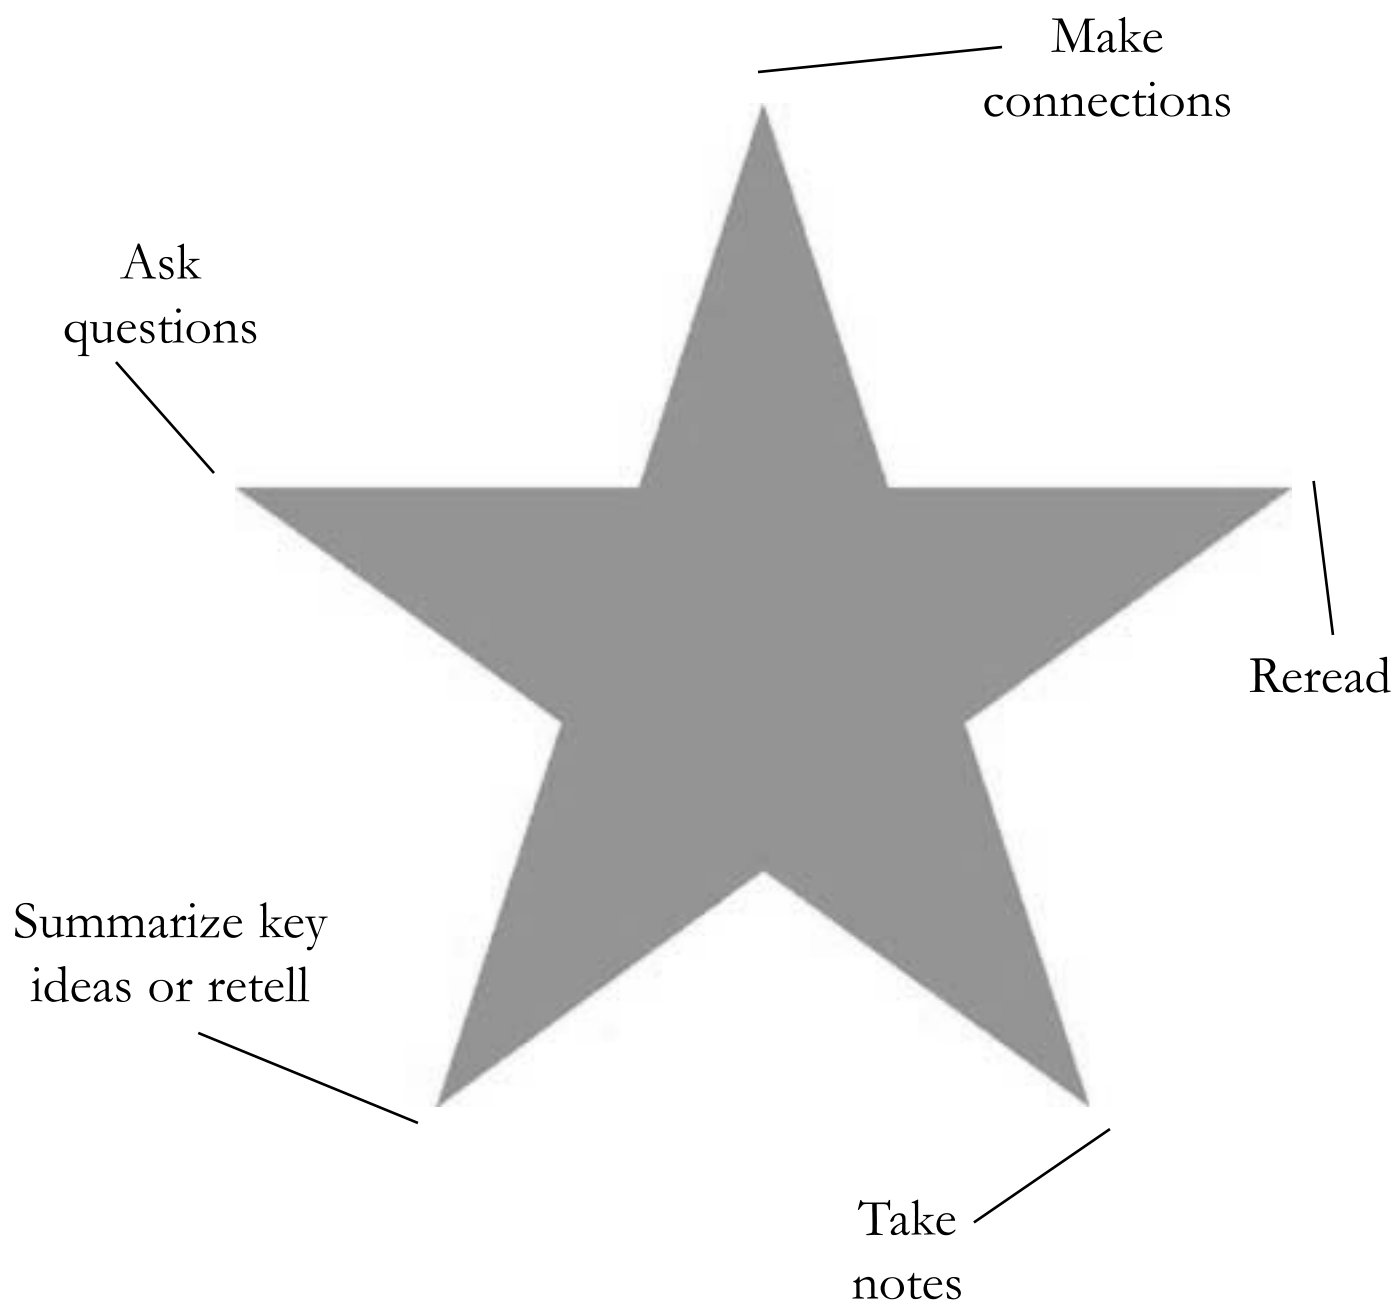 Make
connections
Ask
questions
Reread
Summarize key
ideas or retell
Take
notes